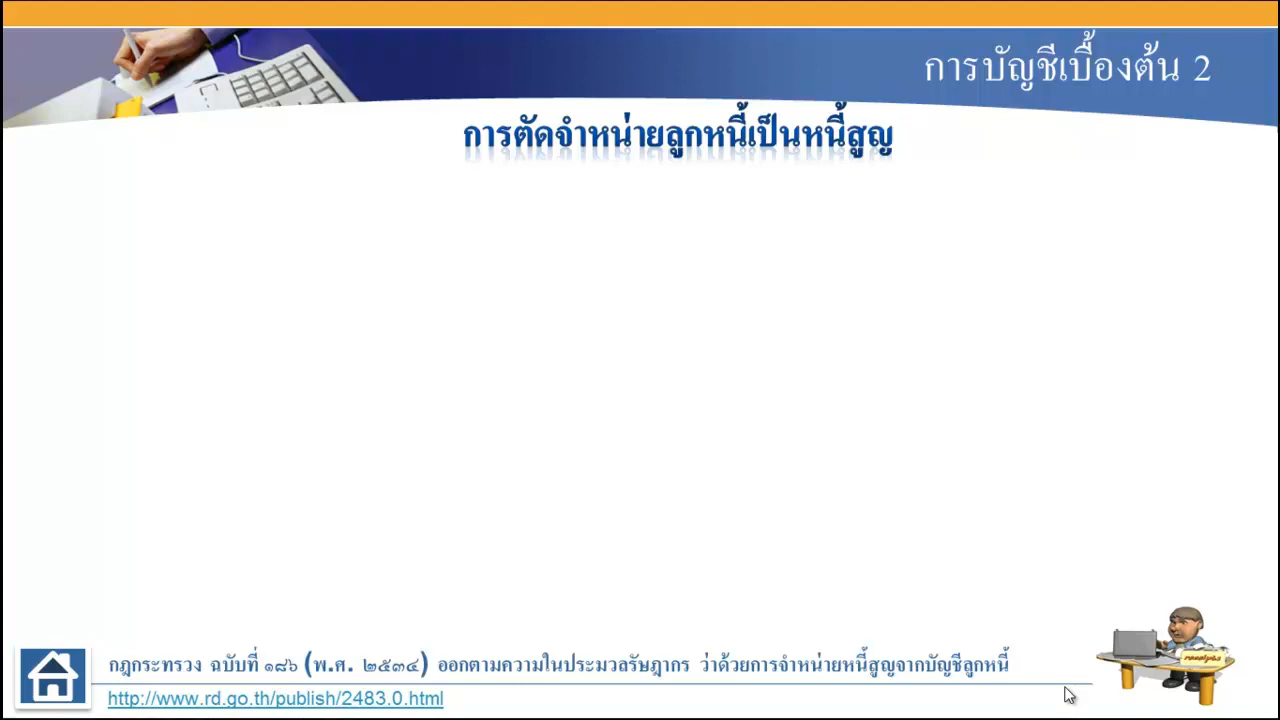 การบัญชีเบื้องต้น 2
การตัดจำหน่ายลูกหนี้เป็นหนี้สูญ
กฎกระทรวง ฉบับที่ ๑๘๖ (พ.ศ. ๒๕๓๔) ออกตามความในประมวลรัษฎากร ว่าด้วยการจำหน่ายหนี้สูญจากบัญชีลูกหนี้
http://www.rd.go.th/publish/2483.0.html